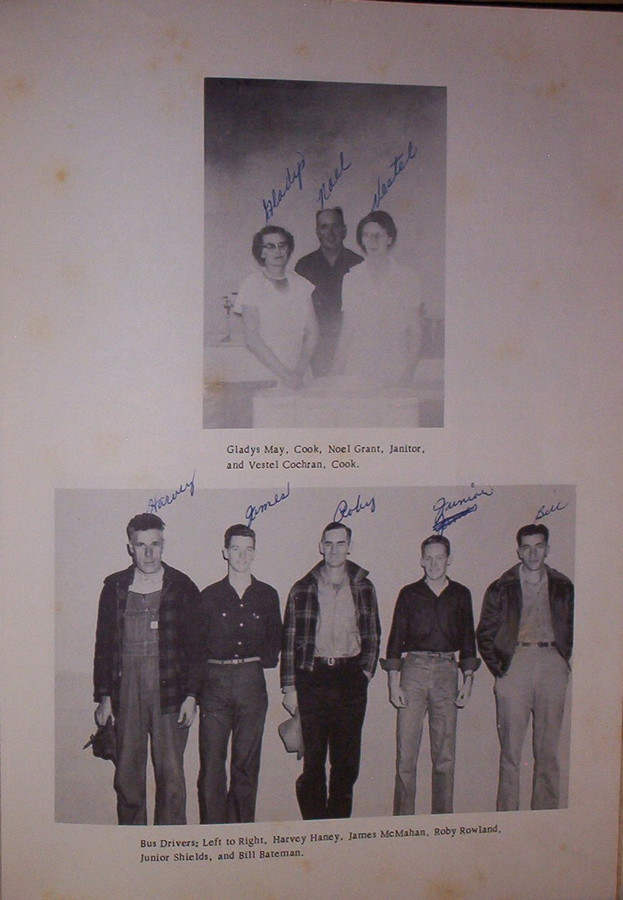 Gladys Noel Vestel
Gladys May, Cook, Noel Grant, Janitor,
and Vestel Cochran, Cook.
Harvey James Roby Junior Bill
Bus Drivers; Left to Right, Harvey Haney, James McMahan, Roby Rowland,
Junior Shields, and Bill Bateman.